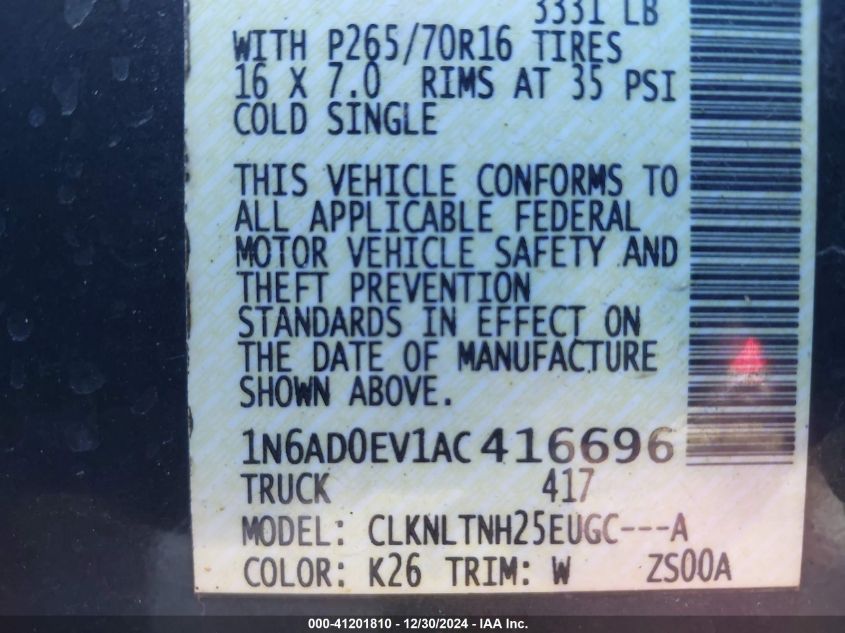 3331 LB
WITH P265/70R16 TIRES
16 X 7.0 RIMS AT 35 PSI
COLD SINGLE
THIS VEHICLE CONFORMS TO
ALL APPLICABLE FEDERAL
MOTOR VEHICLE SAFETY AND
THEFT PREVENTION
STANDARDS IN EFFECT ON
THE DATE OF MANUFACTURE
SHOWN ABOVE.
1N6AD0EV1AC416696
TRUCK 417
MODEL: CLKNLTNH25EUGC---A
COLOR: K26 TRIM: W ZS00A
000-41201810 - 12/30/2024 - IAA Inc.